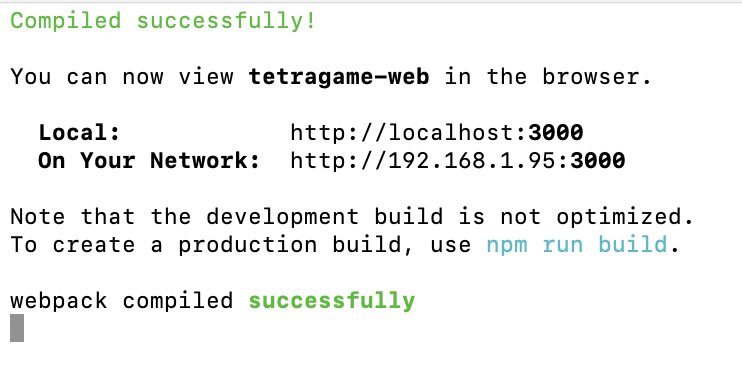 Compiled successfully!
You can now view tetragame-web in the browser.
Local: http://localhost:3000
On Your Network: http://192.168.1.95:3000
Note that the development build is not optimized.
To create a production build, use npm run build.
webpack compiled successfully